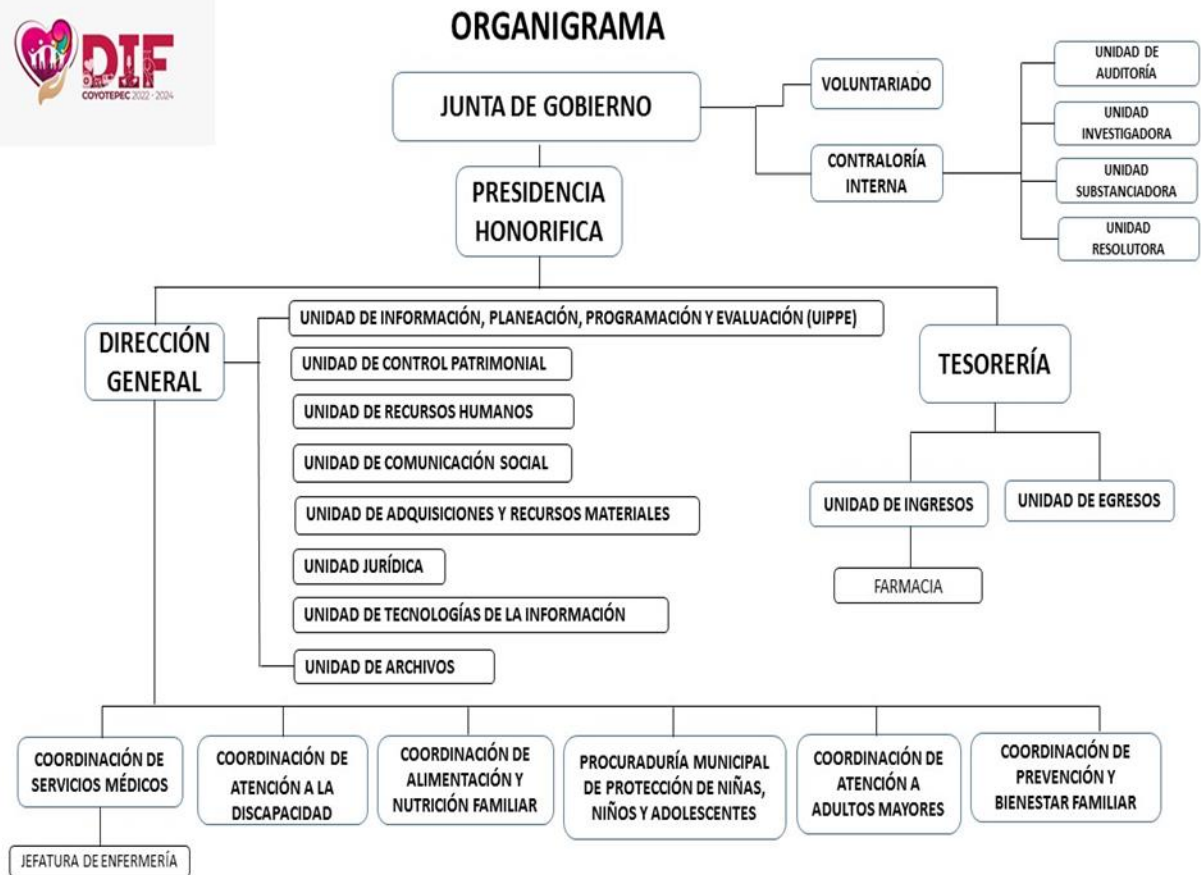 DIF
COYOTEPEC 2022 - 2024
ORGANIGRAMA
JUNTA DE GOBIERNO
VOLUNTARIADO
CONTRALORÍA
INTERNA
UNIDAD DE
AUDITORÍA
UNIDAD
INVESTIGADORA
UNIDAD
SUBSTANCIADORA
UNIDAD
RESOLUTORA
PRESIDENCIA
HONORIFICA
DIRECCIÓN
GENERAL
UNIDAD DE INFORMACIÓN, PLANEACIÓN, PROGRAMACIÓN Y EVALUACIÓN (UIPPE)
UNIDAD DE CONTROL PATRIMONIAL
UNIDAD DE RECURSOS HUMANOS
UNIDAD DE COMUNICACIÓN SOCIAL
UNIDAD DE ADQUISICIONES Y RECURSOS MATERIALES
UNIDAD JURÍDICA
UNIDAD DE TECNOLOGÍAS DE LA INFORMACIÓN
UNIDAD DE ARCHIVOS
TESORERÍA
UNIDAD DE INGRESOS
UNIDAD DE EGRESOS
FARMACIA
COORDINACIÓN DE
SERVICIOS MÉDICOS
JEFATURA DE ENFERMERÍA
COORDINACIÓN DE
ATENCIÓN A LA
DISCAPACIDAD
COORDINACIÓN DE
ALIMENTACIÓN Y
NUTRICIÓN FAMILIAR
PROCURADURÍA MUNICIPAL
DE PROTECCIÓN DE NIÑAS,
NIÑOS Y ADOLESCENTES
COORDINACIÓN DE
ATENCIÓN A
ADULTOS MAYORES
COORDINACIÓN DE
PREVENCIÓN Y
BIENESTAR FAMILIAR